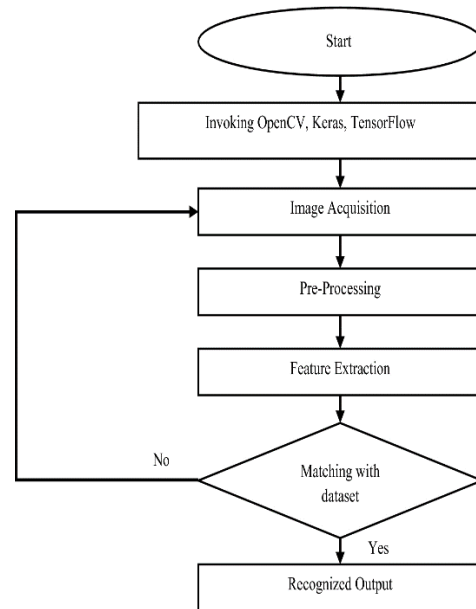 Start
Invoking OpenCV, Keras, TensorFlow
Image Acquisition
Pre-Processing
Feature Extraction
Matching with
dataset
No
Yes
Recognized Output